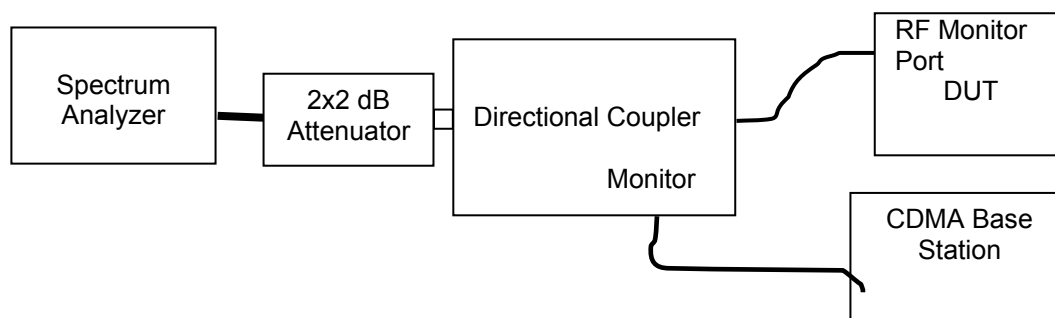 Spectrum
Analyzer
2x2 dB
Attenuator
Directional Coupler
Monitor
RF Monitor
Port
DUT
CDMA Base
Station